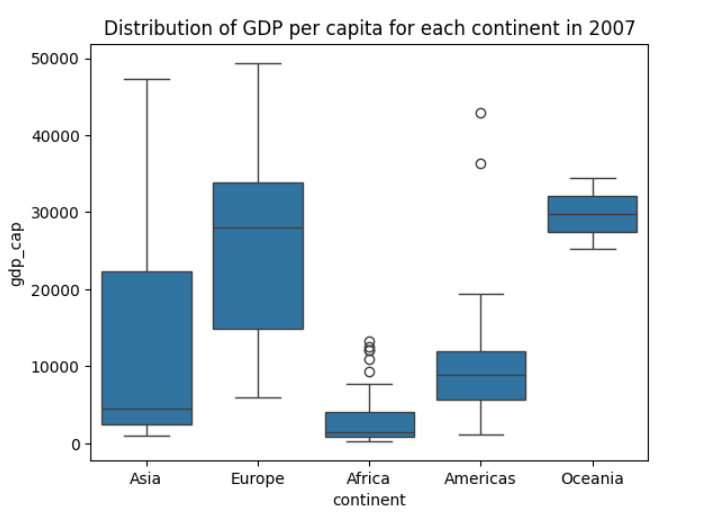 Distribution of GDP per capita for each continent in 2007
50000
40000
30000
20000
10000
0
gdp_cap
Asia Europe Africa Americas Oceania
continent